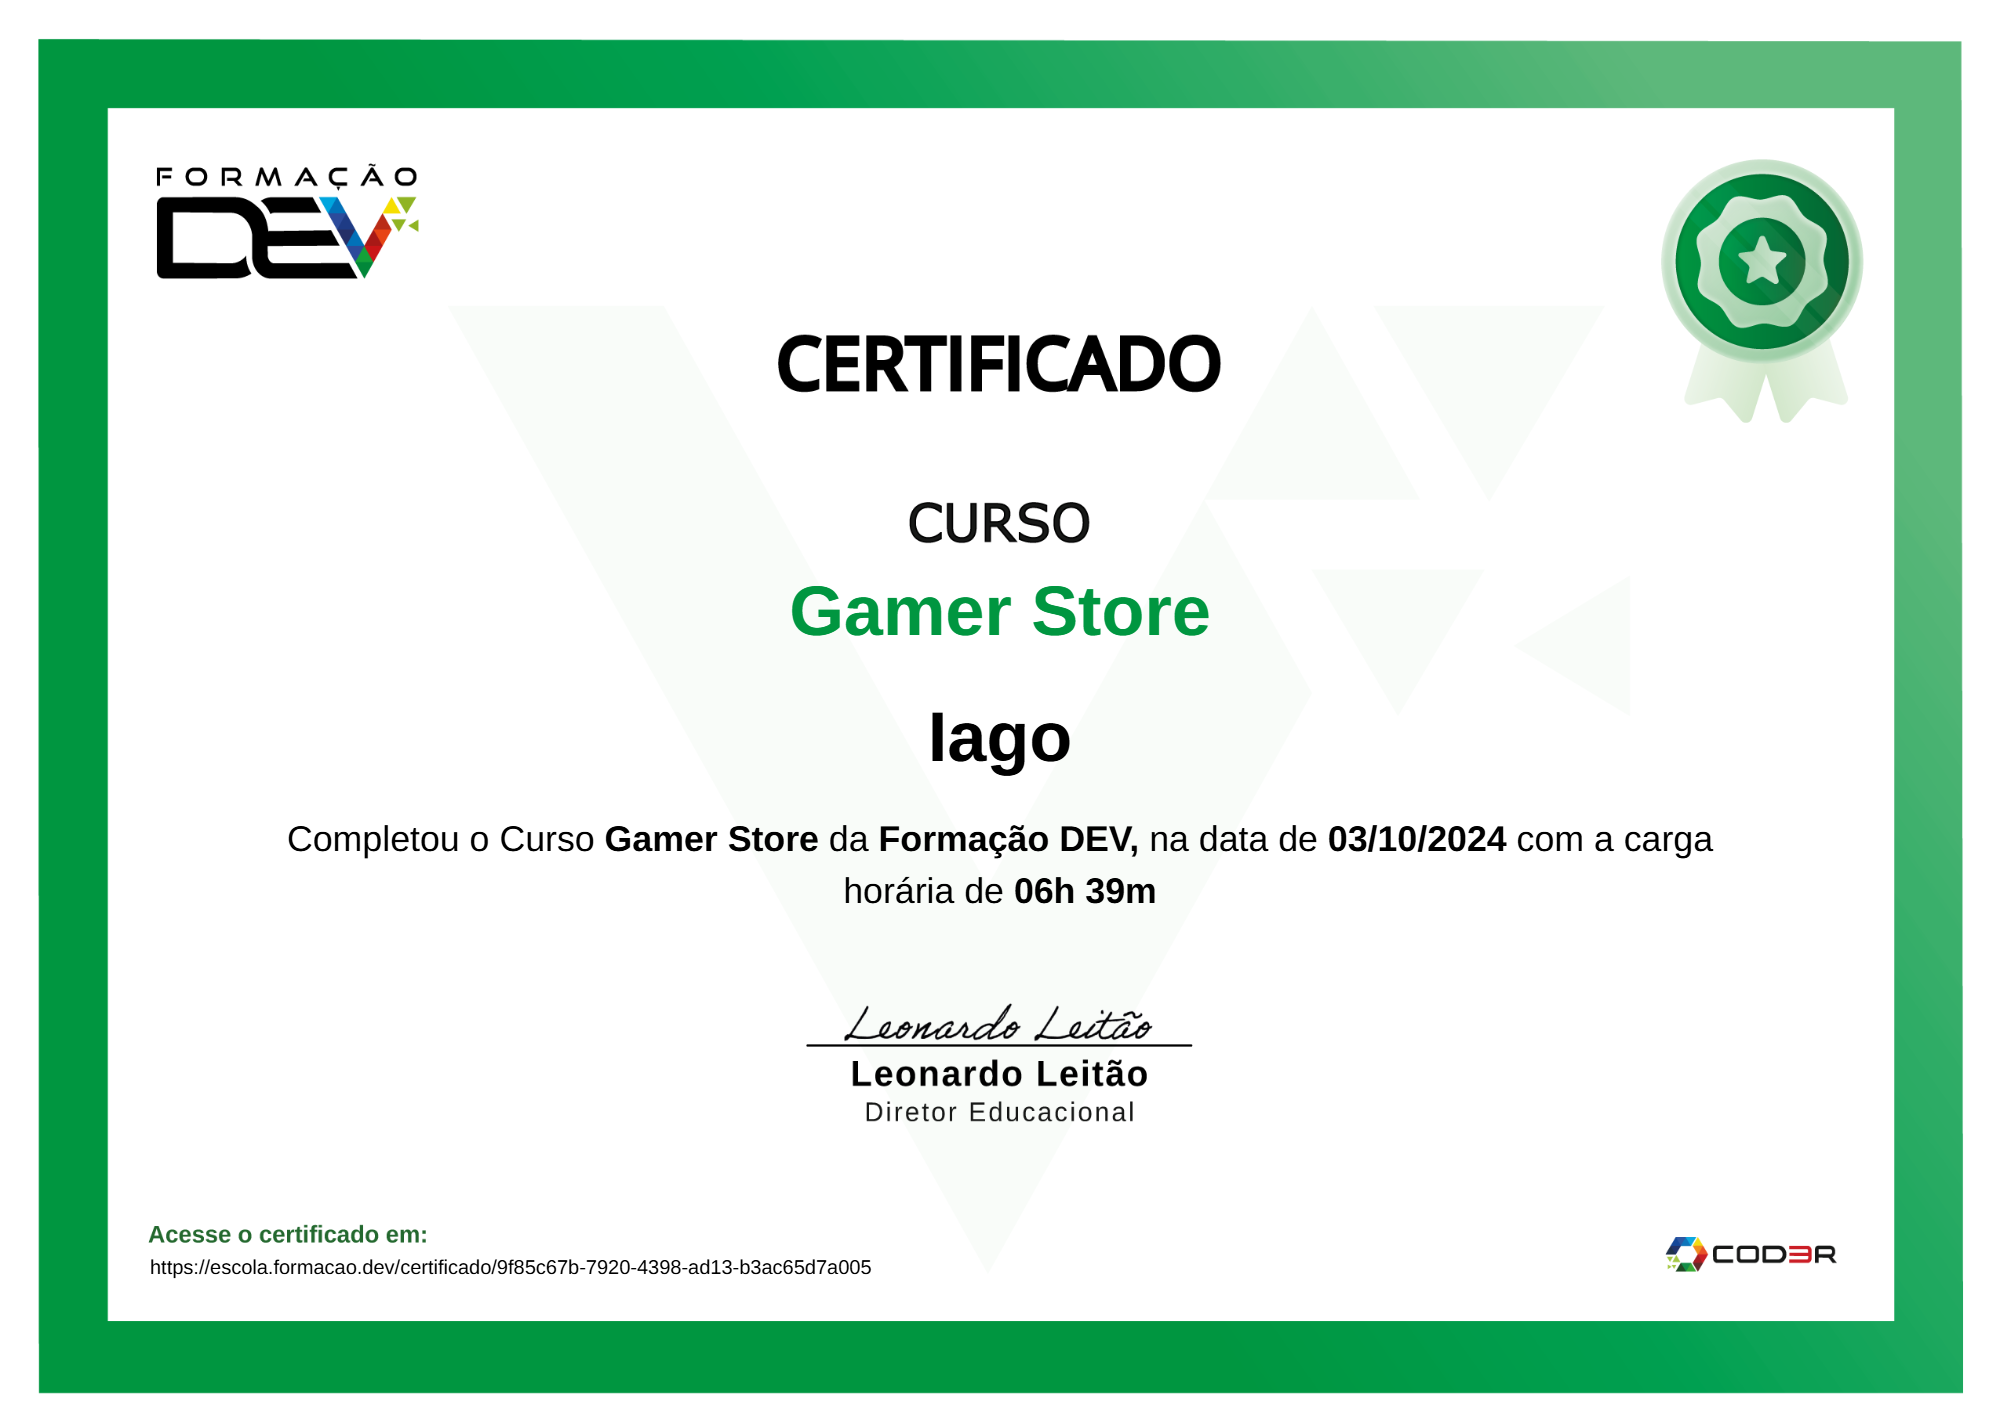 FORMAÇÃO
DEV
CERTIFICADO
CURSO
Gamer Store
Iago
Completou o Curso Gamer Store da Formação DEV, na data de 03/10/2024 com a carga
horária de 06h 39m
Leonardo Leitão
Leonardo Leitão
Diretor Educacional
Acesse o certificado em:
https://escola.formacao.dev/certificado/9f85c67b-7920-4398-ad13-b3ac65d7a005
COD3R